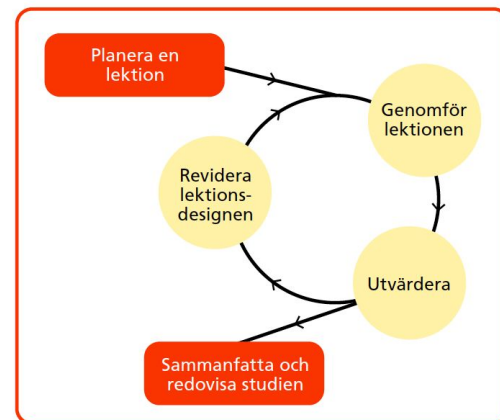 Planera en
lektion
Genomför
lektionen
Revidera
lektions-
designen
Utvärdera
Sammanfatta och
redovisa studien